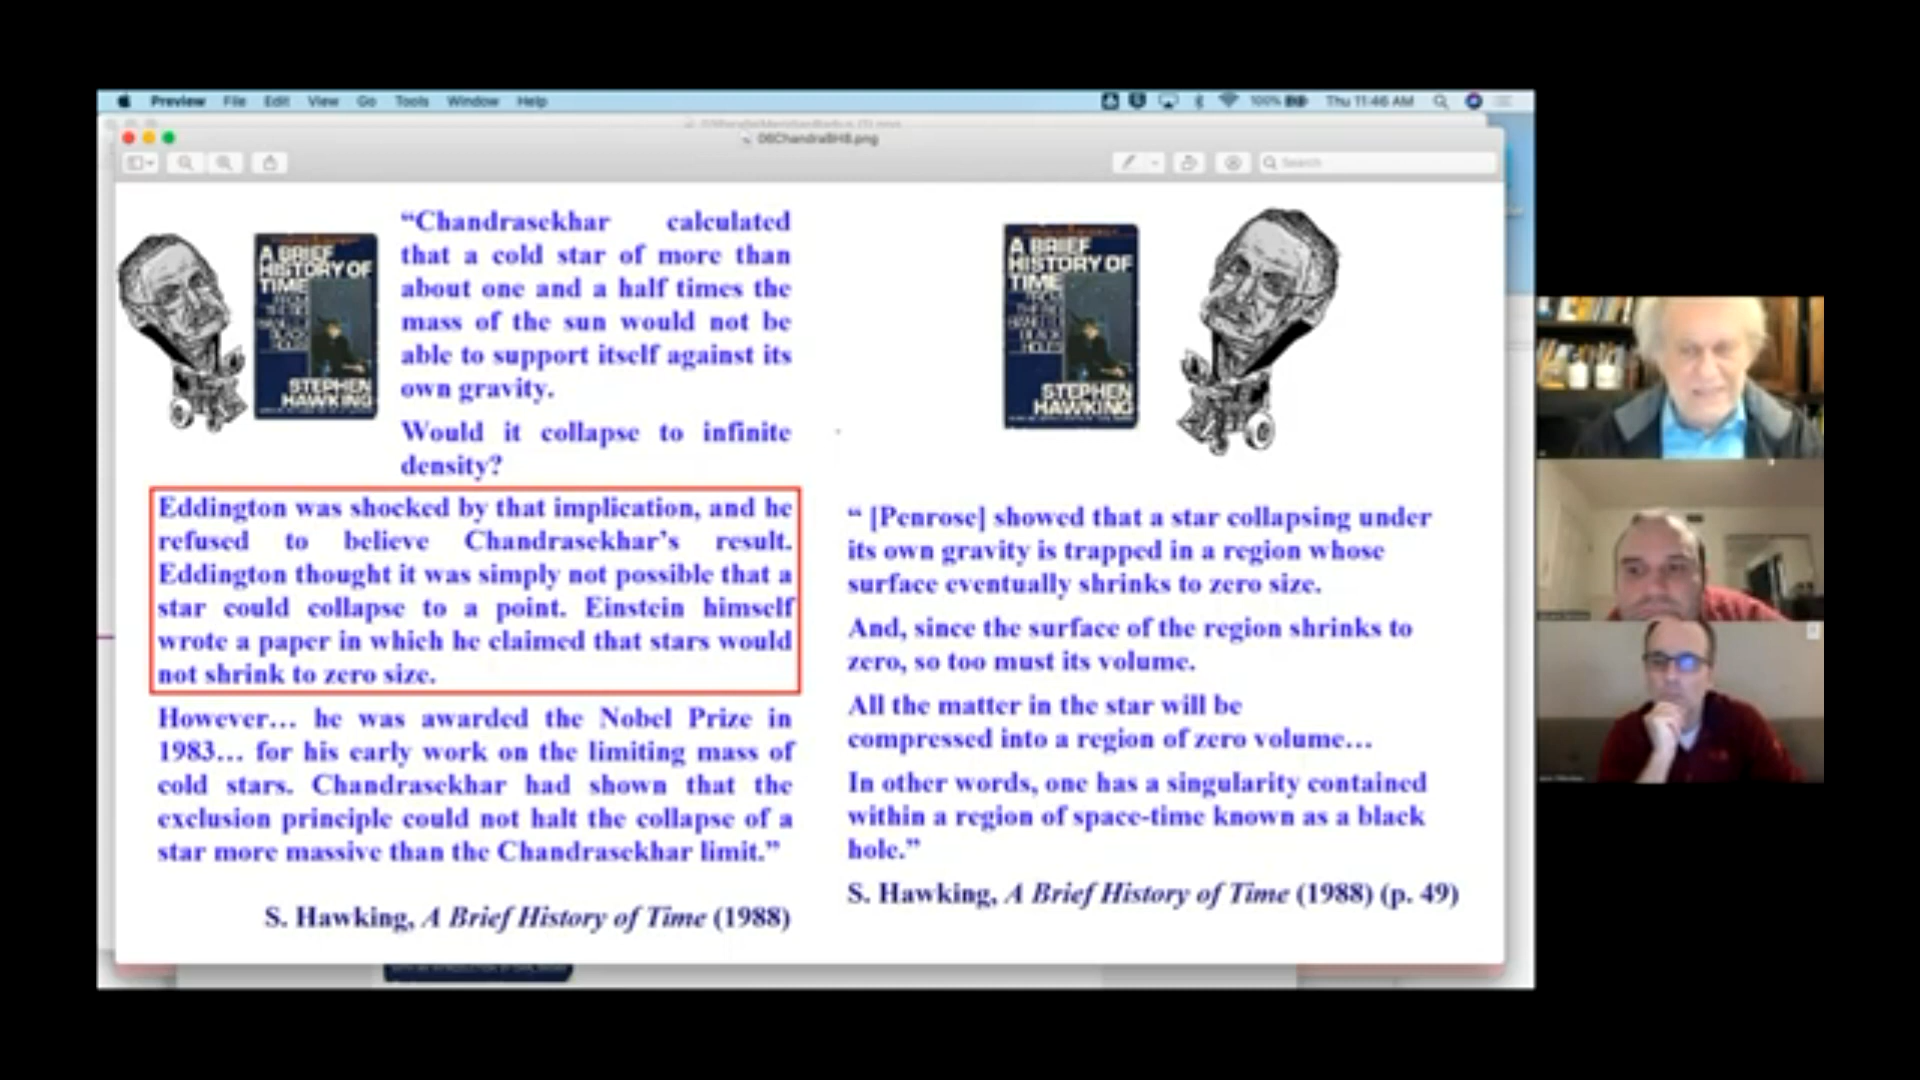 Preview File Edit View Go Tools Window Help
100% Thu 11:46 AM
06ChandraBH8.png
Search
A BRIEF
HISTORY OF
TIME
STEPHEN
HAWKING
“Chandrasekhar calculated
that a cold star of more than
about one and a half times the
mass of the sun would not be
able to support itself against its
own gravity.
Would it collapse to infinite
density?
Eddington was shocked by that implication, and he
refused to believe Chandrasekhar’s result.
Eddington thought it was simply not possible that a
star could collapse to a point. Einstein himself
wrote a paper in which he claimed that stars would
not shrink to zero size.
However… he was awarded the Nobel Prize in
1983… for his early work on the limiting mass of
cold stars. Chandrasekhar had shown that the
exclusion principle could not halt the collapse of a
star more massive than the Chandrasekhar limit.”
S. Hawking, A Brief History of Time (1988)
A BRIEF
HISTORY OF
TIME
STEPHEN
HAWKING
“ [Penrose] showed that a star collapsing under
its own gravity is trapped in a region whose
surface eventually shrinks to zero size.
And, since the surface of the region shrinks to
zero, so too must its volume.
All the matter in the star will be
compressed into a region of zero volume…
In other words, one has a singularity contained
within a region of space-time known as a black
hole.”
S. Hawking, A Brief History of Time (1988) (p. 49)